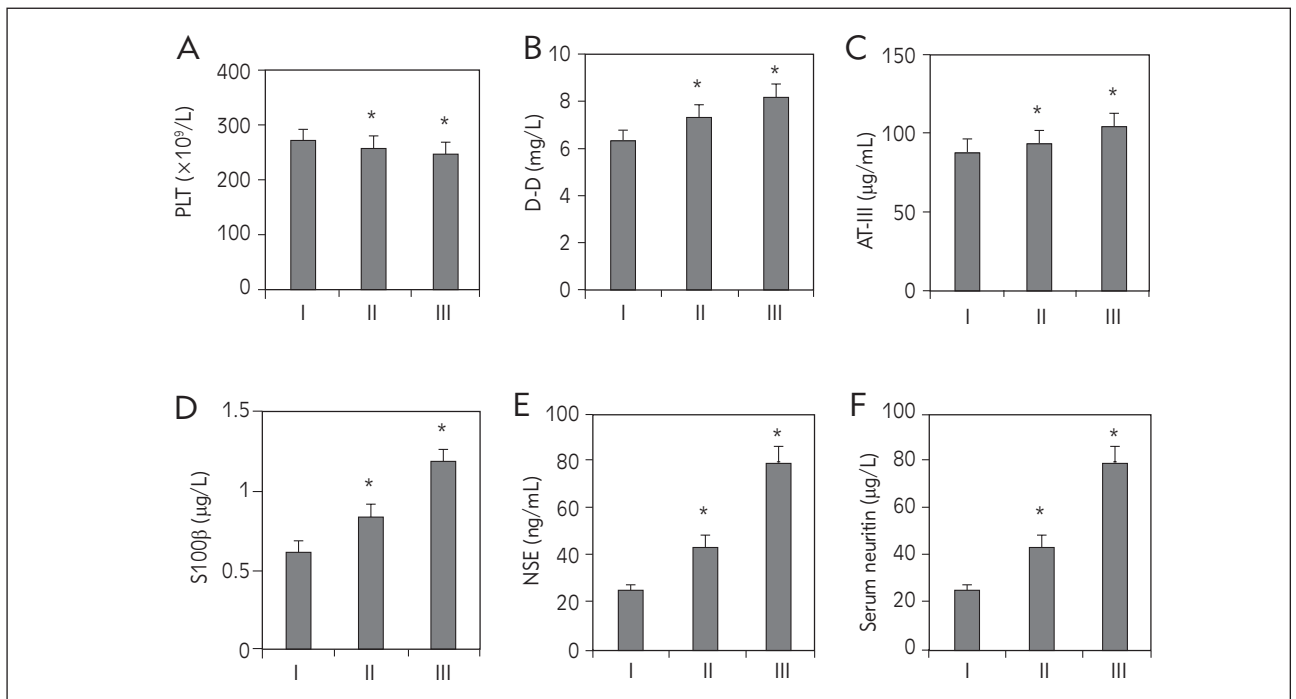 A
PLT (×10⁹/L)
400
300
200
100
0
*
*
I II III
B
D-D (mg/L)
10
8
6
4
2
0
*
*
I II III
C
AT-III (μg/mL)
150
100
50
0
*
*
I II III
D
S100β (μg/L)
1.5
1
0.5
0
*
*
I II III
E
NSE (ng/mL)
100
80
60
40
20
0
*
*
I II III
F
Serum neuritin (μg/L)
100
80
60
40
20
0
*
*
I II III